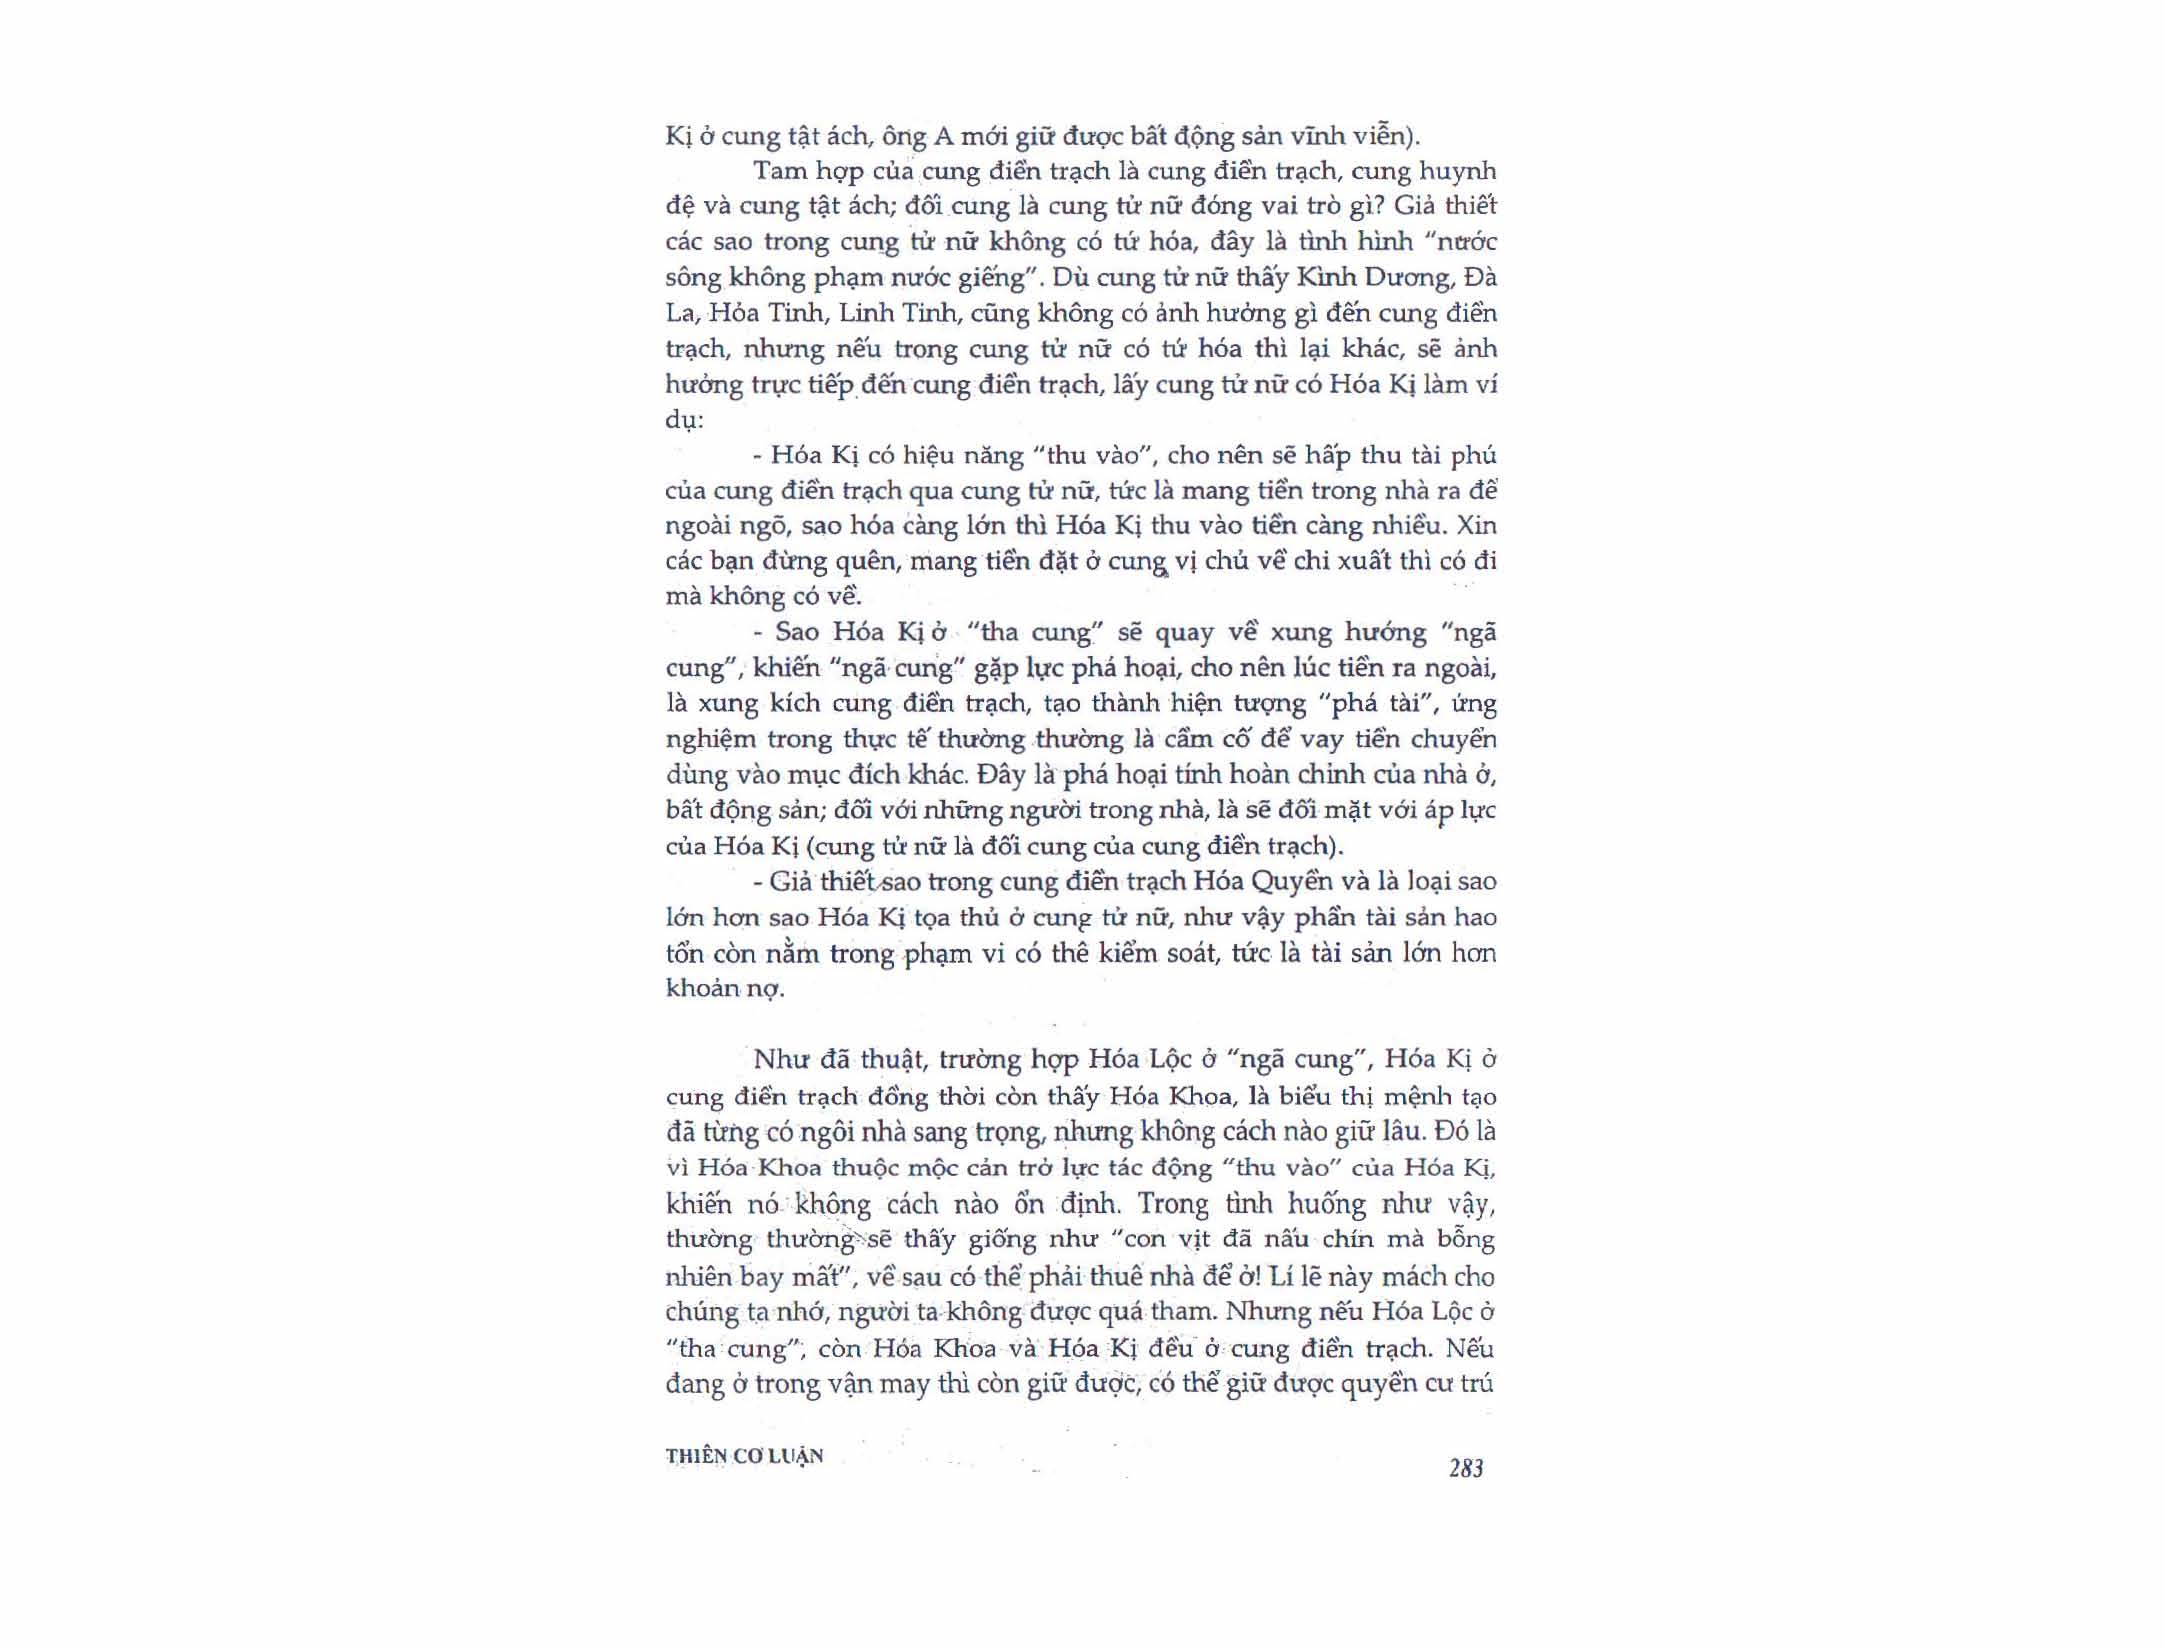 Kị ở cung tật ách, ông A mới giữ được bất động sản vĩnh viễn).
Tam hợp của cung điền trạch là cung điền trạch, cung huynh
đệ và cung tật ách; đối cung là cung tử nữ đóng vai trò gì? Giả thiết
các sao trong cung tử nữ không có tứ hóa, đây là tình hình "nước
sông không phạm nước giếng". Dù cung tử nữ thấy Kình Dương, Đà
La, Hỏa Tinh, Linh Tinh, cũng không có ảnh hưởng gì đến cung điền
trạch, nhưng nếu trong cung tử nữ có tứ hóa thì lại khác, sẽ ảnh
hưởng trực tiếp đến cung điền trạch, lấy cung tử nữ có Hóa Kị làm ví
dụ:
- Hóa Kị có hiệu năng "thu vào", cho nên sẽ hấp thu tài phú
của cung điền trạch qua cung tử nữ, tức là mang tiền trong nhà ra để
ngoài ngõ, sao hóa càng lớn thì Hóa Kị thu vào tiền càng nhiều. Xin
các bạn đừng quên, mang tiền đặt ở cung vị chủ về chi xuất thì có đi
mà không có về.
- Sao Hóa Kị ở "tha cung" sẽ quay về xung hướng "ngã
cung", khiến "ngã cung" gặp lực phá hoại, cho nên lúc tiền ra ngoài,
là xung kích cung điền trạch, tạo thành hiện tượng "phá tài", ứng
nghiệm trong thực tế thường thường là cầm cố để vay tiền chuyển
dùng vào mục đích khác. Đây là phá hoại tính hoàn chỉnh của nhà ở,
bất động sản; đối với những người trong nhà, là sẽ đối mặt với áp lực
của Hóa Kị (cung tử nữ là đối cung của cung điền trạch).
- Giả thiết sao trong cung điền trạch Hóa Quyền và là loại sao
lớn hơn sao Hóa Kị tọa thủ ở cung tử nữ, như vậy phần tài sản hao
tổn còn nằm trong phạm vi có thê kiểm soát, tức là tài sản lớn hơn
khoản nợ.
Như đã thuật, trường hợp Hóa Lộc ở "ngã cung", Hóa Kị ở
cung điền trạch đồng thời còn thấy Hóa Khoa, là biểu thị mệnh tạo
đã từng có ngôi nhà sang trọng, nhưng không cách nào giữ lâu. Đó là
vì Hóa Khoa thuộc mộc cản trở lực tác động "thu vào" của Hóa Kị,
khiến nó không cách nào ổn định. Trong tình huống như vậy,
thường thường sẽ thấy giống như "con vịt đã nấu chín mà bỗng
nhiên bay mất", về sau có thể phải thuê nhà để ở! Lí lẽ này mách cho
chúng ta nhớ, người ta không được quá tham. Nhưng nếu Hóa Lộc ở
"tha cung", còn Hóa Khoa và Hóa Kị đều ở cung điền trạch. Nếu
đang ở trong vận may thì còn giữ được, có thể giữ được quyền cư trú
THIÊN CƠ LUẬN
283